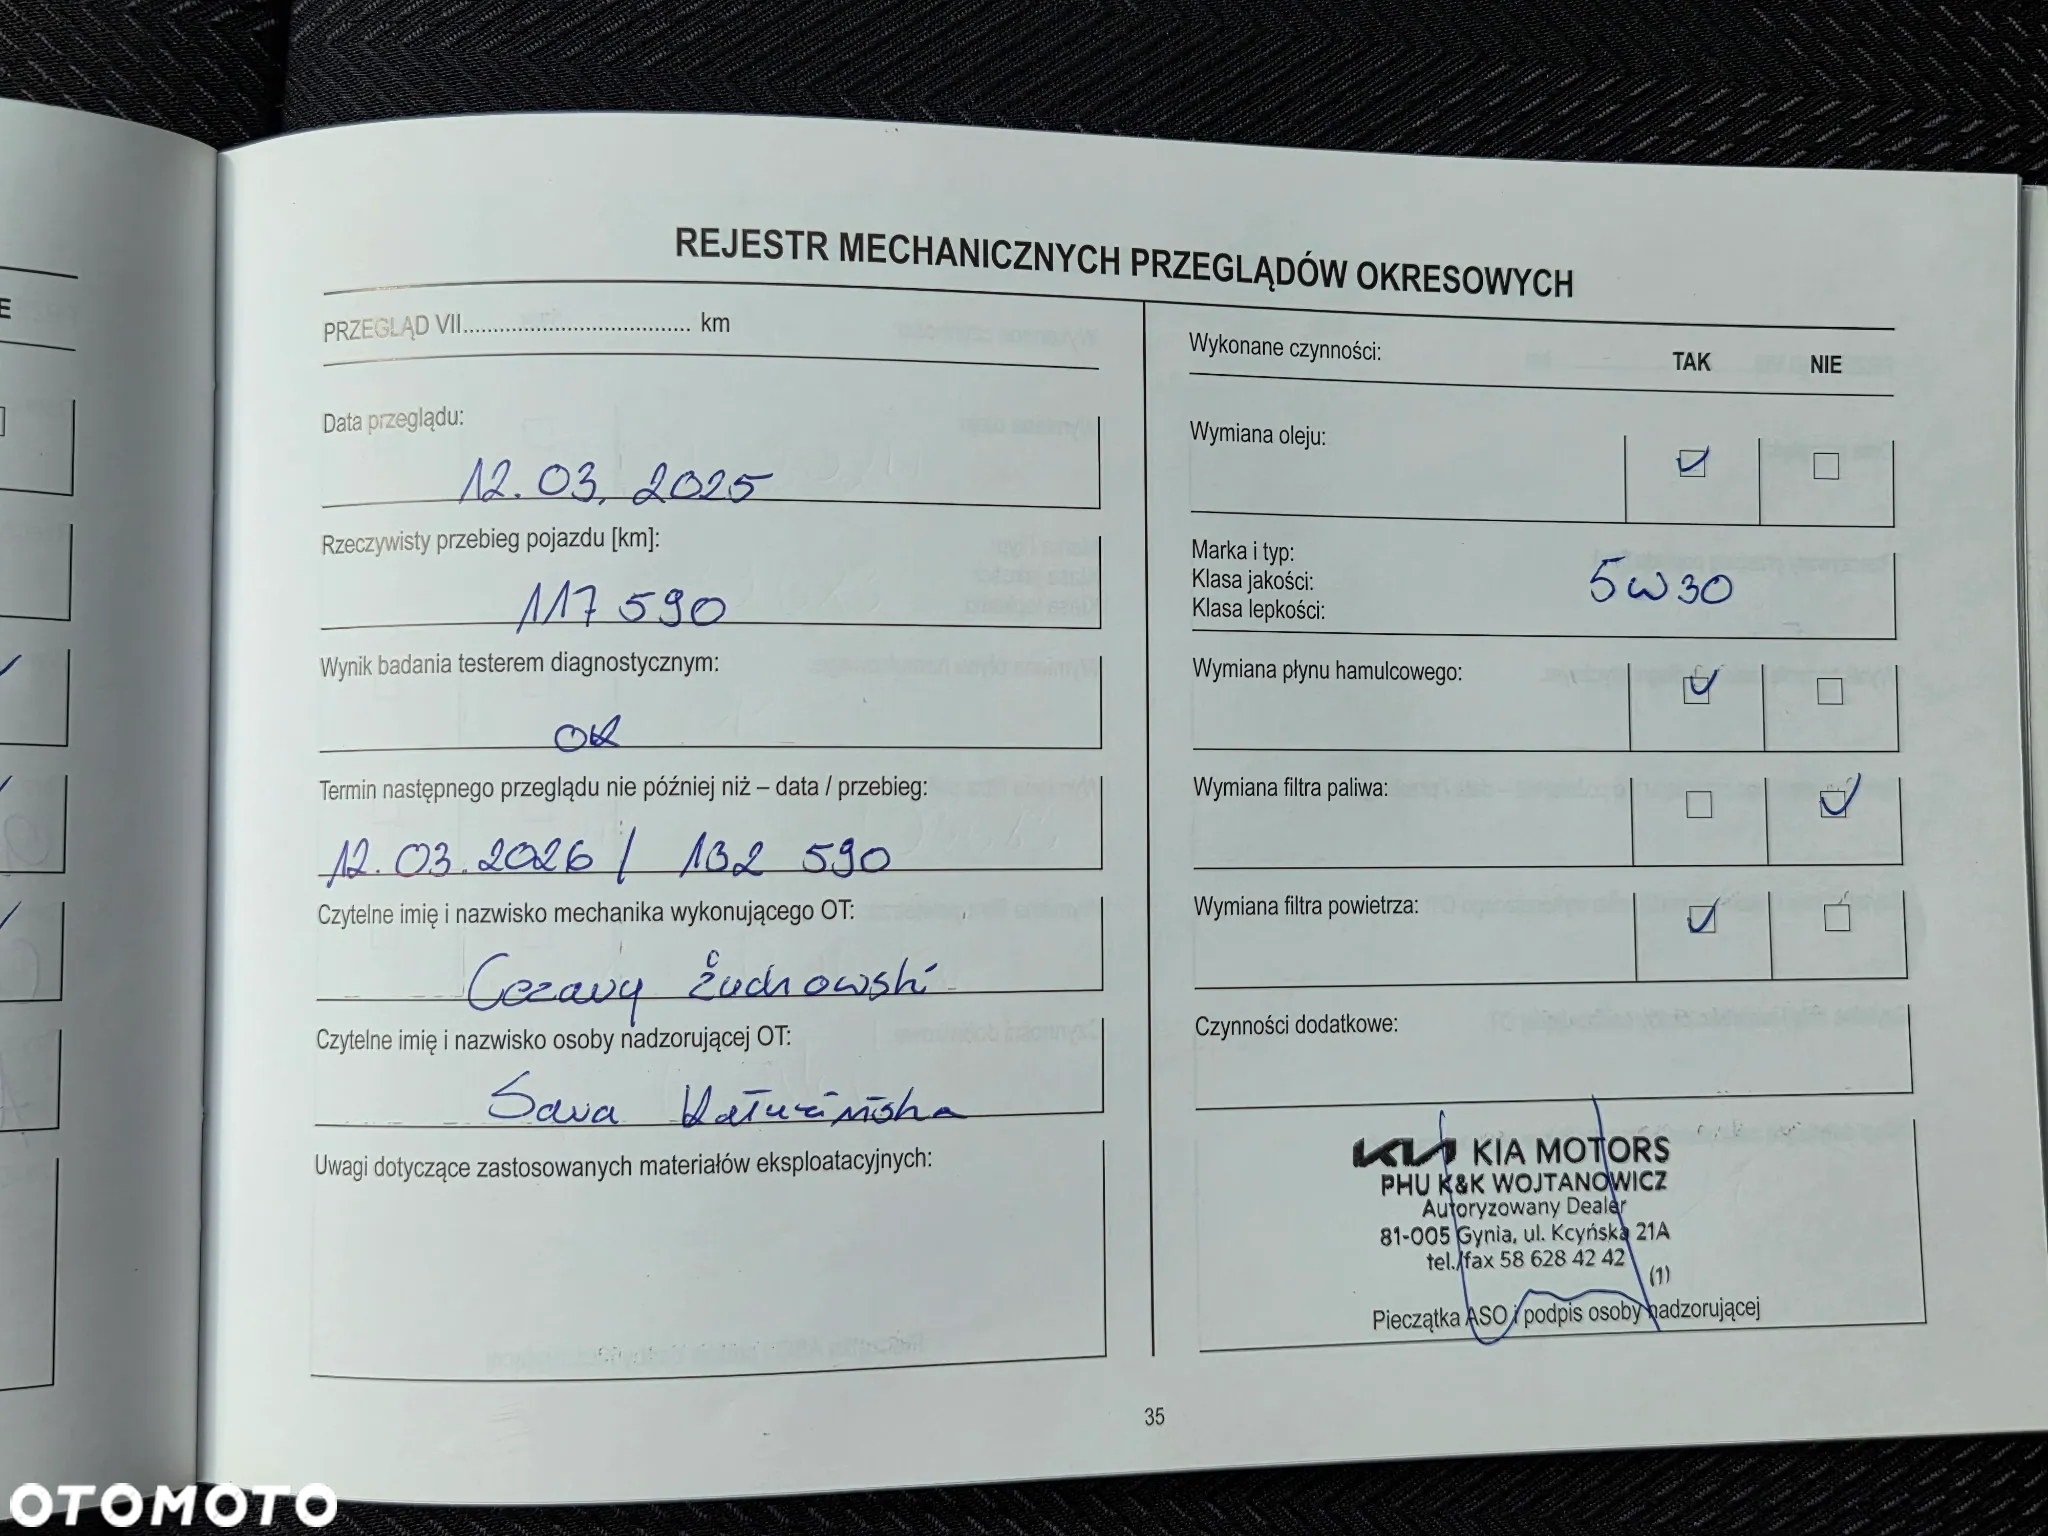 REJESTR MECHANICZNYCH PRZEGLĄDÓW OKRESOWYCH
PRZEGLĄD VII...................................... km
Data przeglądu:
12.03.2025
Rzeczywisty przebieg pojazdu [km]:
117 590
Wynik badania testerem diagnostycznym:
OK
Termin następnego przeglądu nie później niż – data / przebieg:
12.03.2026 / 132 590
Czytelne imię i nazwisko mechanika wykonującego OT:
Cezary Żuchowski
Czytelne imię i nazwisko osoby nadzorującej OT:
Sara
Uwagi dotyczące zastosowanych materiałów eksploatacyjnych:
Wykonane czynności: TAK NIE
Wymiana oleju:
Marka i typ:
Klasa jakości:
5W30
Klasa lepkości:
Wymiana płynu hamulcowego:
Wymiana filtra paliwa:
Wymiana filtra powietrza:
Czynności dodatkowe:
KIA KIA MOTORS
PHU K&K WOJTANOWICZ
Autoryzowany Dealer
81-005 Gynia, ul. Kcyńska 21A
tel./fax 58 628 42 42
(1)
Pieczątka ASO i podpis osoby nadzorującej
35
OTOMOTO